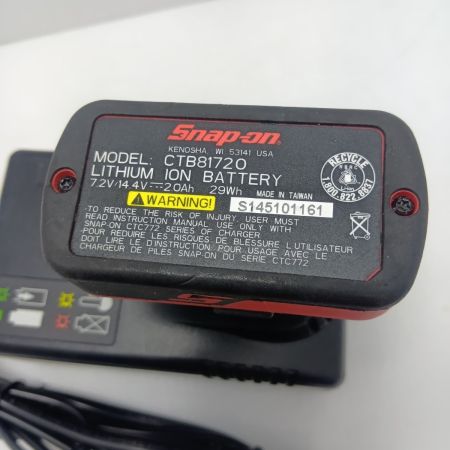 Snap-on
KENOSHA, WI 53141 USA
MODEL: CTB81720
LITHIUM ION BATTERY
7.2V-14.4V⎓2.0Ah 29Wh MADE IN TAIWAN
WARNING! S145101161
-TO REDUCE THE RISK OF INJURY, USER MUST
READ INSTRUCTION MANUAL. USE ONLY WITH
SNAP-ON CTC772 SERIES OF CHARGER
-POUR REDUIRE LES RISQUES DE BLESSURE L'UTILISATEUR
DOIT LIRE LE D'INSTRUCTION. POUR USAGE AVEC LE
CHARGEUR DE PILES SNAP-ON DU SERIE CTC772
RECYCLE
Li-Ion
1.800.822.8837